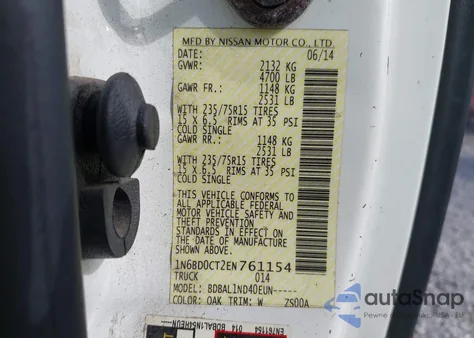 MFD BY NISSAN MOTOR CO., LTD.
DATE: 06/14
GVWR: 2132 KG
4700 LB
GAWR FR.: 1148 KG
2531 LB
WITH 235/75R15 TIRES
15 X 6.5 RIMS AT 35 PSI
COLD SINGLE
GAWR RR.: 1148 KG
2531 LB
WITH 235/75R15 TIRES
15 X 6.5 RIMS AT 35 PSI
COLD SINGLE
THIS VEHICLE CONFORMS TO
ALL APPLICABLE FEDERAL
MOTOR VEHICLE SAFETY AND
THEFT PREVENTION
STANDARDS IN EFFECT ON
THE DATE OF MANUFACTURE
SHOWN ABOVE.
1N6BD0CT2EN761154
TRUCK 014
MODEL: BDBAL1ND40EUN-----
COLOR: OAK TRIM: W ZS00A
EN761154 014
autoSnap